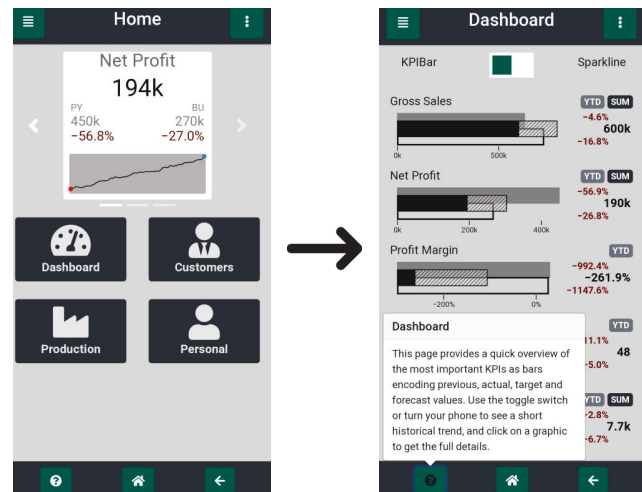 Home
Net Profit
194k
PY BU
450k 270k
−56.8% −27.0%
Dashboard Customers
Production Personal
Dashboard
KPIBar Sparkline
Gross Sales YTD SUM
−4.6%
600k
−16.8%
0k 500k
Net Profit YTD SUM
−56.9%
190k
−26.8%
0k 200k 400k
Profit Margin YTD
−992.4%
−261.9%
−1147.6%
−200% 0%
YTD
11.1%
48
−5.0%
YTD SUM
−2.8%
7.7k
−6.7%
Dashboard
This page provides a quick overview of
the most important KPIs as bars
encoding previous, actual, target and
forecast values. Use the toggle switch
or turn your phone to see a short
historical trend, and click on a graphic
to get the full details.